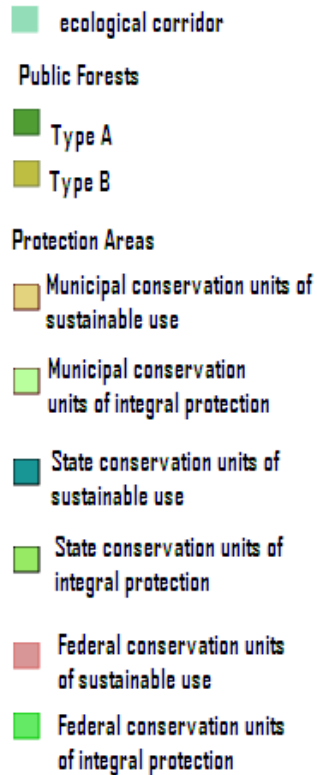 ecological corridor
Public Forests
Type A
Type B
Protection Areas
Municipal conservation units of
sustainable use
Municipal conservation
units of integral protection
State conservation units of
sustainable use
State conservation units of
integral protection
Federal conservation units
of sustainable use
Federal conservation units
of integral protection